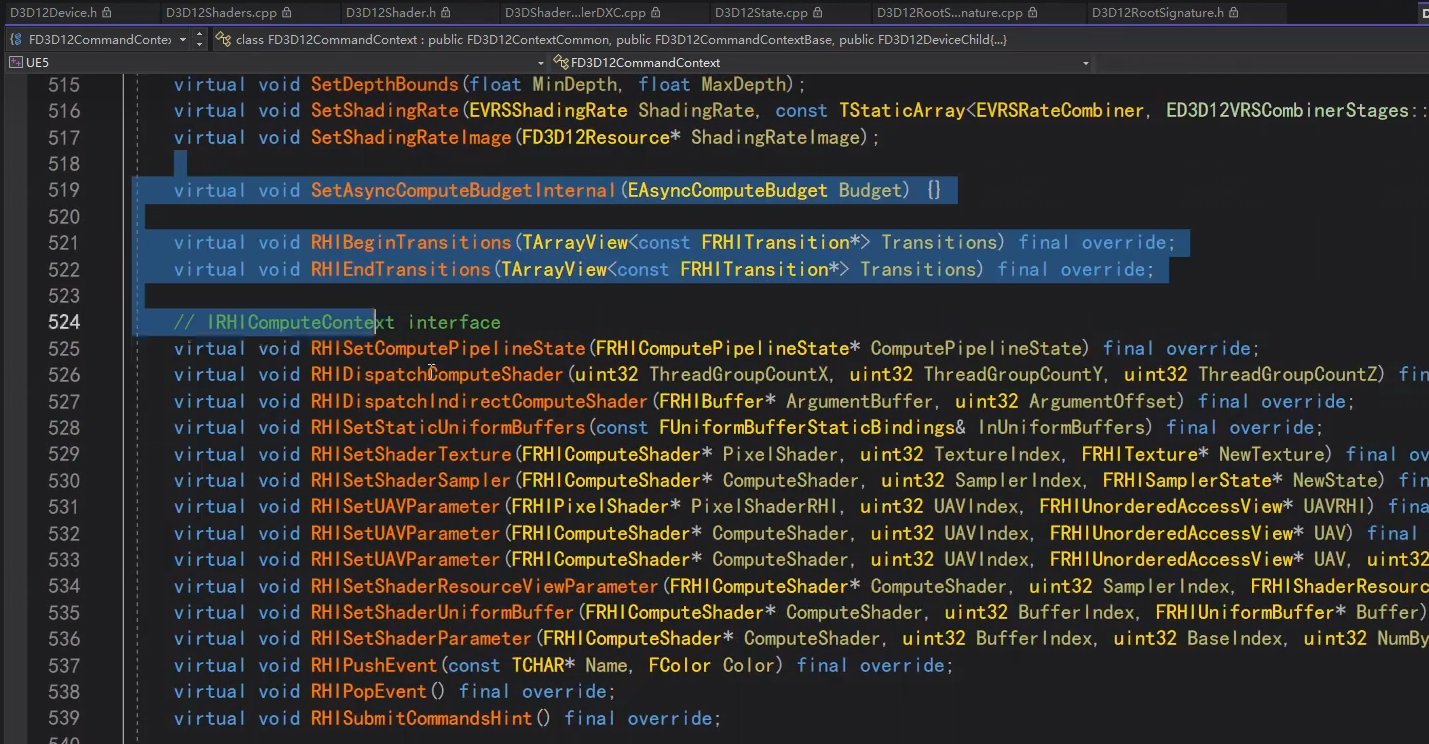 D3D12Device.h D3D12Shaders.cpp D3D12Shader.h D3DShader...lerDXC.cpp D3D12State.cpp D3D12RootS...nature.cpp D3D12RootSignature.h
FD3D12CommandConte class FD3D12CommandContext : public FD3D12ContextCommon, public FD3D12CommandContextBase, public FD3D12DeviceChild{...}
UE5 FD3D12CommandContext
515 virtual void SetDepthBounds(float MinDepth, float MaxDepth);
516 virtual void SetShadingRate(EVRSShadingRate ShadingRate, const TStaticArray<EVRSRateCombiner, ED3D12VRSCombinerStages::
517 virtual void SetShadingRateImage(FD3D12Resource* ShadingRateImage);
518
519 virtual void SetAsyncComputeBudgetInternal(EAsyncComputeBudget Budget) {}
520
521 virtual void RHIBeginTransitions(TArrayView<const FRHITransition*> Transitions) final override;
522 virtual void RHIEndTransitions(TArrayView<const FRHITransition*> Transitions) final override;
523
524 // IRHIComputeContext interface
525 virtual void RHISetComputePipelineState(FRHIComputePipelineState* ComputePipelineState) final override;
526 virtual void RHIDispatchComputeShader(uint32 ThreadGroupCountX, uint32 ThreadGroupCountY, uint32 ThreadGroupCountZ) fin
527 virtual void RHIDispatchIndirectComputeShader(FRHIBuffer* ArgumentBuffer, uint32 ArgumentOffset) final override;
528 virtual void RHISetStaticUniformBuffers(const FUniformBufferStaticBindings& InUniformBuffers) final override;
529 virtual void RHISetShaderTexture(FRHIComputeShader* PixelShader, uint32 TextureIndex, FRHITexture* NewTexture) final ov
530 virtual void RHISetShaderSampler(FRHIComputeShader* ComputeShader, uint32 SamplerIndex, FRHISamplerState* NewState) fin
531 virtual void RHISetUAVParameter(FRHIPixelShader* PixelShaderRHI, uint32 UAVIndex, FRHIUnorderedAccessView* UAVRHI) fina
532 virtual void RHISetUAVParameter(FRHIComputeShader* ComputeShader, uint32 UAVIndex, FRHIUnorderedAccessView* UAV) final
533 virtual void RHISetUAVParameter(FRHIComputeShader* ComputeShader, uint32 UAVIndex, FRHIUnorderedAccessView* UAV, uint32
534 virtual void RHISetShaderResourceViewParameter(FRHIComputeShader* ComputeShader, uint32 SamplerIndex, FRHIShaderResourc
535 virtual void RHISetShaderUniformBuffer(FRHIComputeShader* ComputeShader, uint32 BufferIndex, FRHIUniformBuffer* Buffer)
536 virtual void RHISetShaderParameter(FRHIComputeShader* ComputeShader, uint32 BufferIndex, uint32 BaseIndex, uint32 NumBy
537 virtual void RHIPushEvent(const TCHAR* Name, FColor Color) final override;
538 virtual void RHIPopEvent() final override;
539 virtual void RHISubmitCommandsHint() final override;